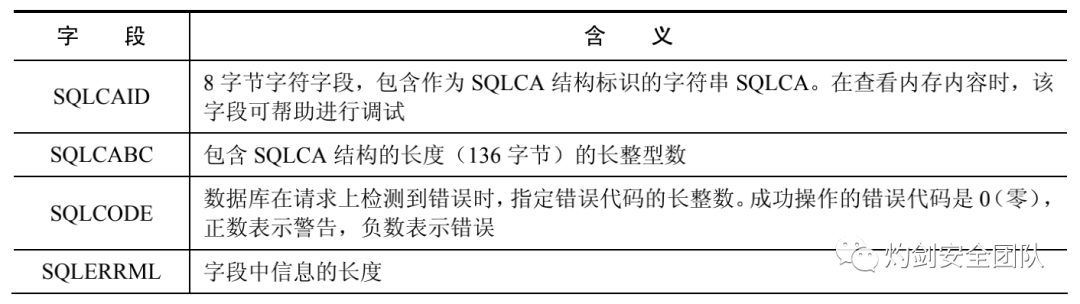 字 段 含 义
SQLCAID
8 字节字符字段，包含作为 SQLCA 结构标识的字符串 SQLCA。在查看内存内容时，该
字段可帮助进行调试
SQLCABC
包含 SQLCA 结构的长度（136 字节）的长整型数
SQLCODE
数据库在请求上检测到错误时，指定错误代码的长整数。成功操作的错误代码是 0（零），
正数表示警告，负数表示错误
SQLERRML
字段中信息的长度
灼剑安全团队